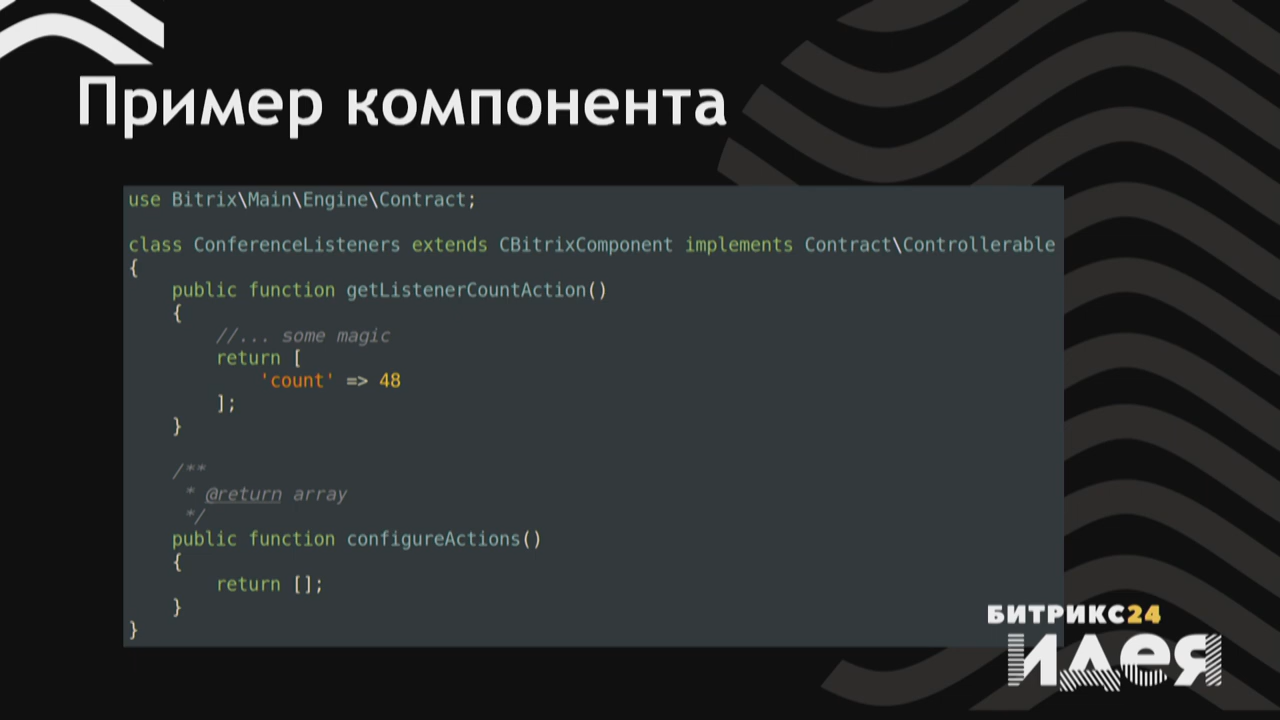 Пример компонента
use Bitrix\Main\Engine\Contract;
class ConferenceListeners extends CBitrixComponent implements Contract\Controllerable
{
    public function getListenerCountAction()
    {
        //... some magic
        return [
            'count' => 48
        ];
    }
    /**
     * @return array
     */
    public function configureActions()
    {
        return [];
    }
}
БИТРИКС24
идея